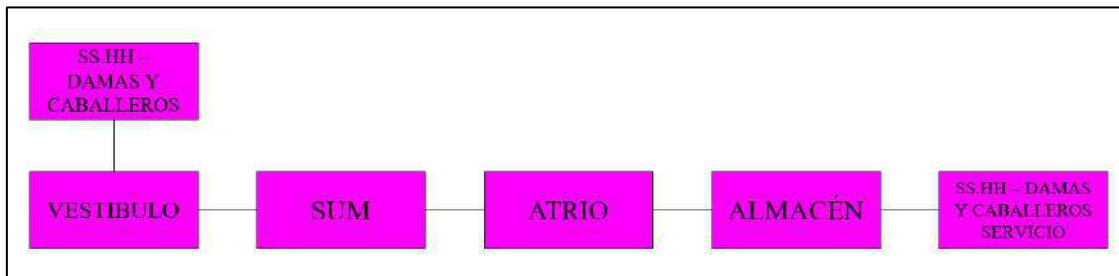 SS.HH –
DAMAS Y
CABALLEROS
VESTIBULO
SUM
ATRIO
ALMACÉN
SS.HH – DAMAS
Y CABALLEROS
SERVICIO